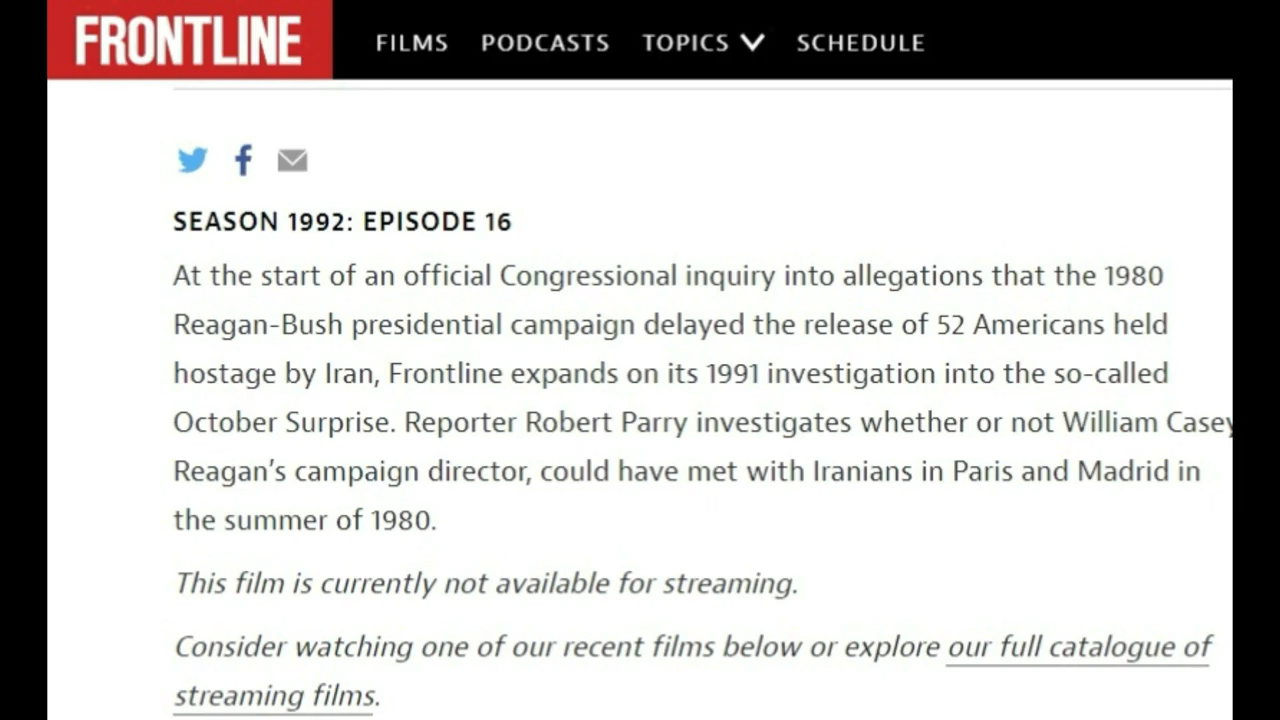 FRONTLINE FILMS PODCASTS TOPICS SCHEDULE
SEASON 1992: EPISODE 16
At the start of an official Congressional inquiry into allegations that the 1980
Reagan-Bush presidential campaign delayed the release of 52 Americans held
hostage by Iran, Frontline expands on its 1991 investigation into the so-called
October Surprise. Reporter Robert Parry investigates whether or not William Casey
Reagan’s campaign director, could have met with Iranians in Paris and Madrid in
the summer of 1980.
This film is currently not available for streaming.
Consider watching one of our recent films below or explore our full catalogue of
streaming films.